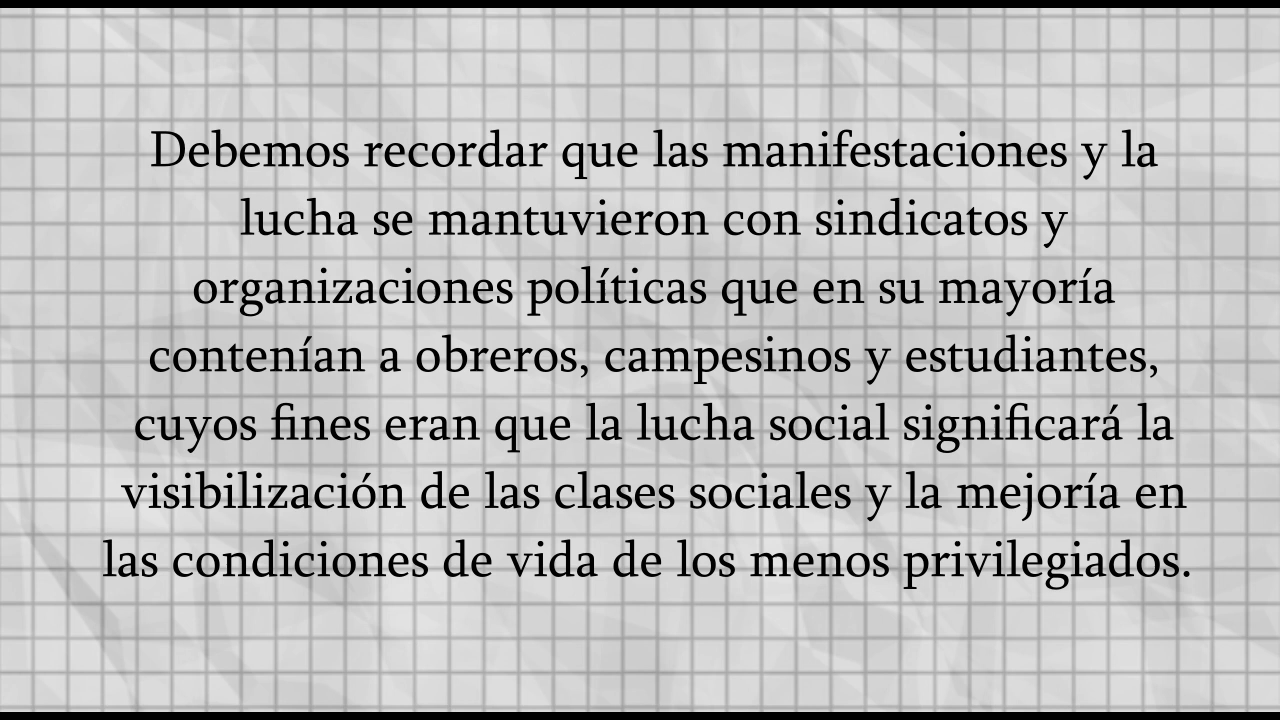 Debemos recordar que las manifestaciones y la
lucha se mantuvieron con sindicatos y
organizaciones políticas que en su mayoría
contenían a obreros, campesinos y estudiantes,
cuyos fines eran que la lucha social significará la
visibilización de las clases sociales y la mejoría en
las condiciones de vida de los menos privilegiados.